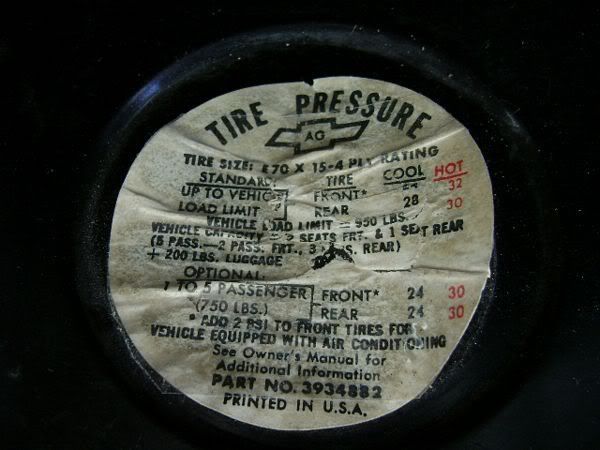 TIRE PRESSURE
AG
TIRE SIZE: E70 X 15-4 PLY RATING
STANDARD: TIRE COOL HOT
UP TO VEHICLE FRONT* 24 32
LOAD LIMIT REAR 28 30
VEHICLE LOAD LIMIT = 950 LBS.
VEHICLE CAPACITY = 2 SEATS FRT. & 1 SEAT REAR
(5 PASS.—2 PASS. FRT., 3 REAR)
+ 200 LBS. LUGGAGE
OPTIONAL:
1 TO 5 PASSENGER FRONT* 24 30
(750 LBS.) REAR 24 30
* ADD 2 PSI TO FRONT TIRES FOR
VEHICLE EQUIPPED WITH AIR CONDITIONING
See Owner's Manual for
Additional Information
PART NO. 3934882
PRINTED IN U.S.A.